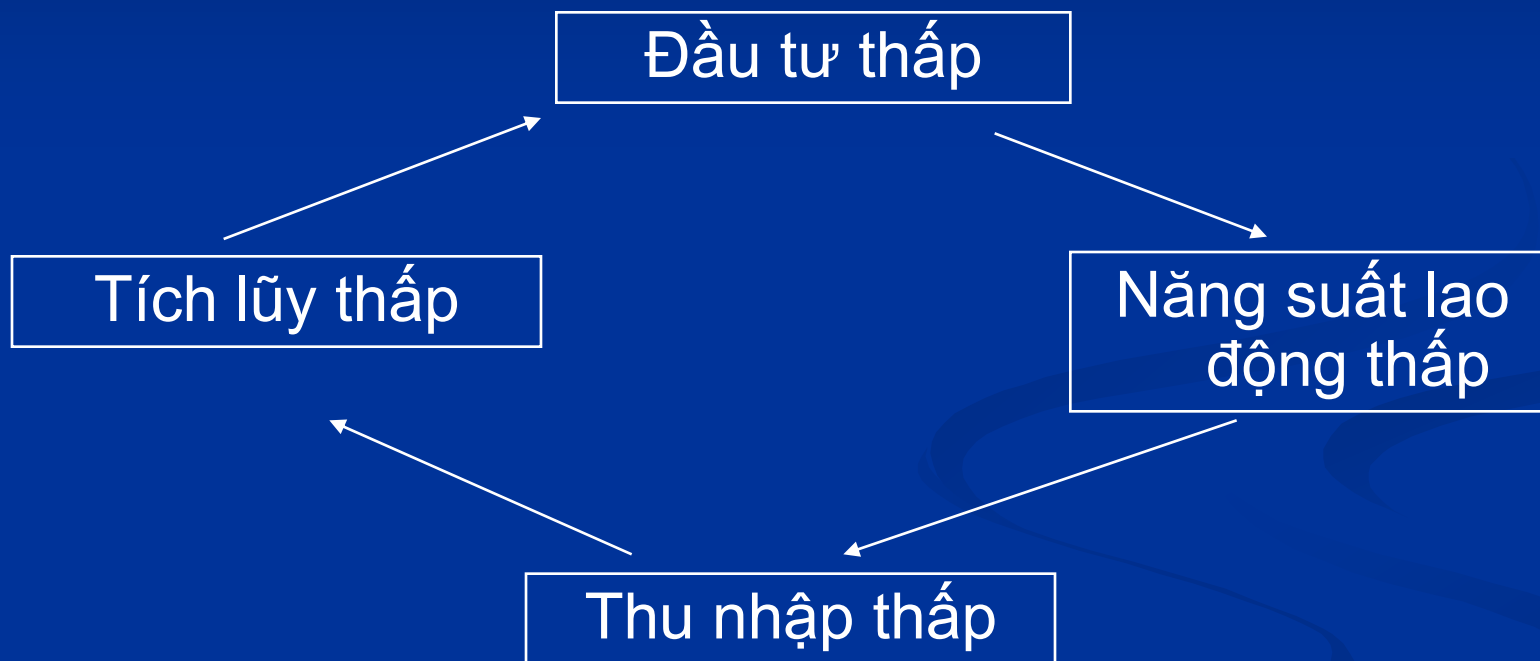 Đầu tư thấp
Tích lũy thấp
Năng suất lao
động thấp
Thu nhập thấp